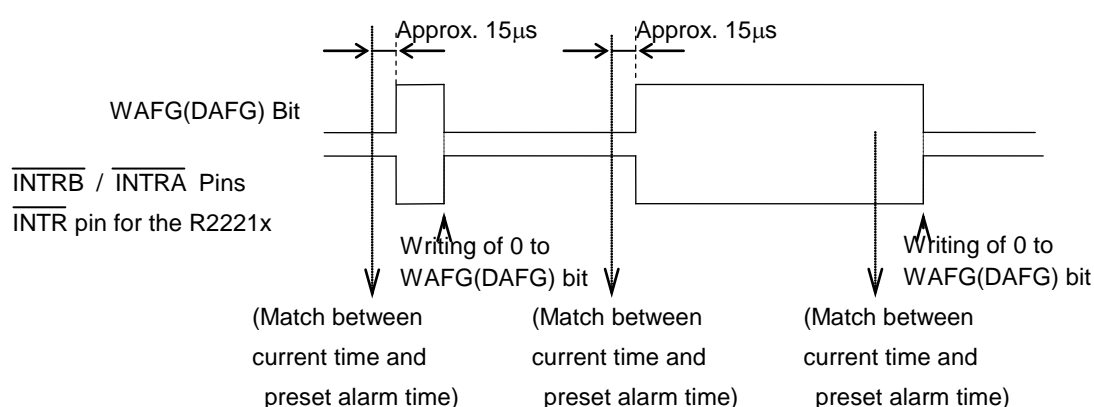 Approx. 15μs
Approx. 15μs
WAFG(DAFG) Bit
INTRB / INTRA Pins
INTR pin for the R2221x
Writing of 0 to
WAFG(DAFG) bit
Writing of 0 to
WAFG(DAFG) bit
(Match between
current time and
preset alarm time)
(Match between
current time and
preset alarm time)
(Match between
current time and
preset alarm time)